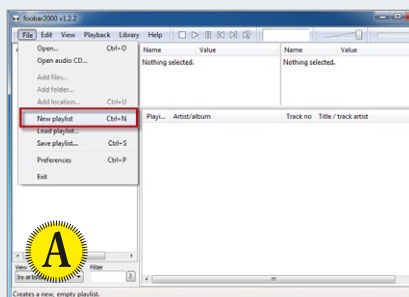 foobar2000 v1.2.2
File Edit View Playback Library Help
Open... Ctrl+O
Open audio CD...
Add files...
Add folder...
Add location... Ctrl+U
New playlist Ctrl+N
Load playlist...
Save playlist... Ctrl+S
Preferences Ctrl+P
Exit
Name Value
Nothing selected.
Name Value
Nothing selected.
Playi... Artist/album Track no Title / track artist
A
View Filter
by artist
?
Creates a new, empty playlist.